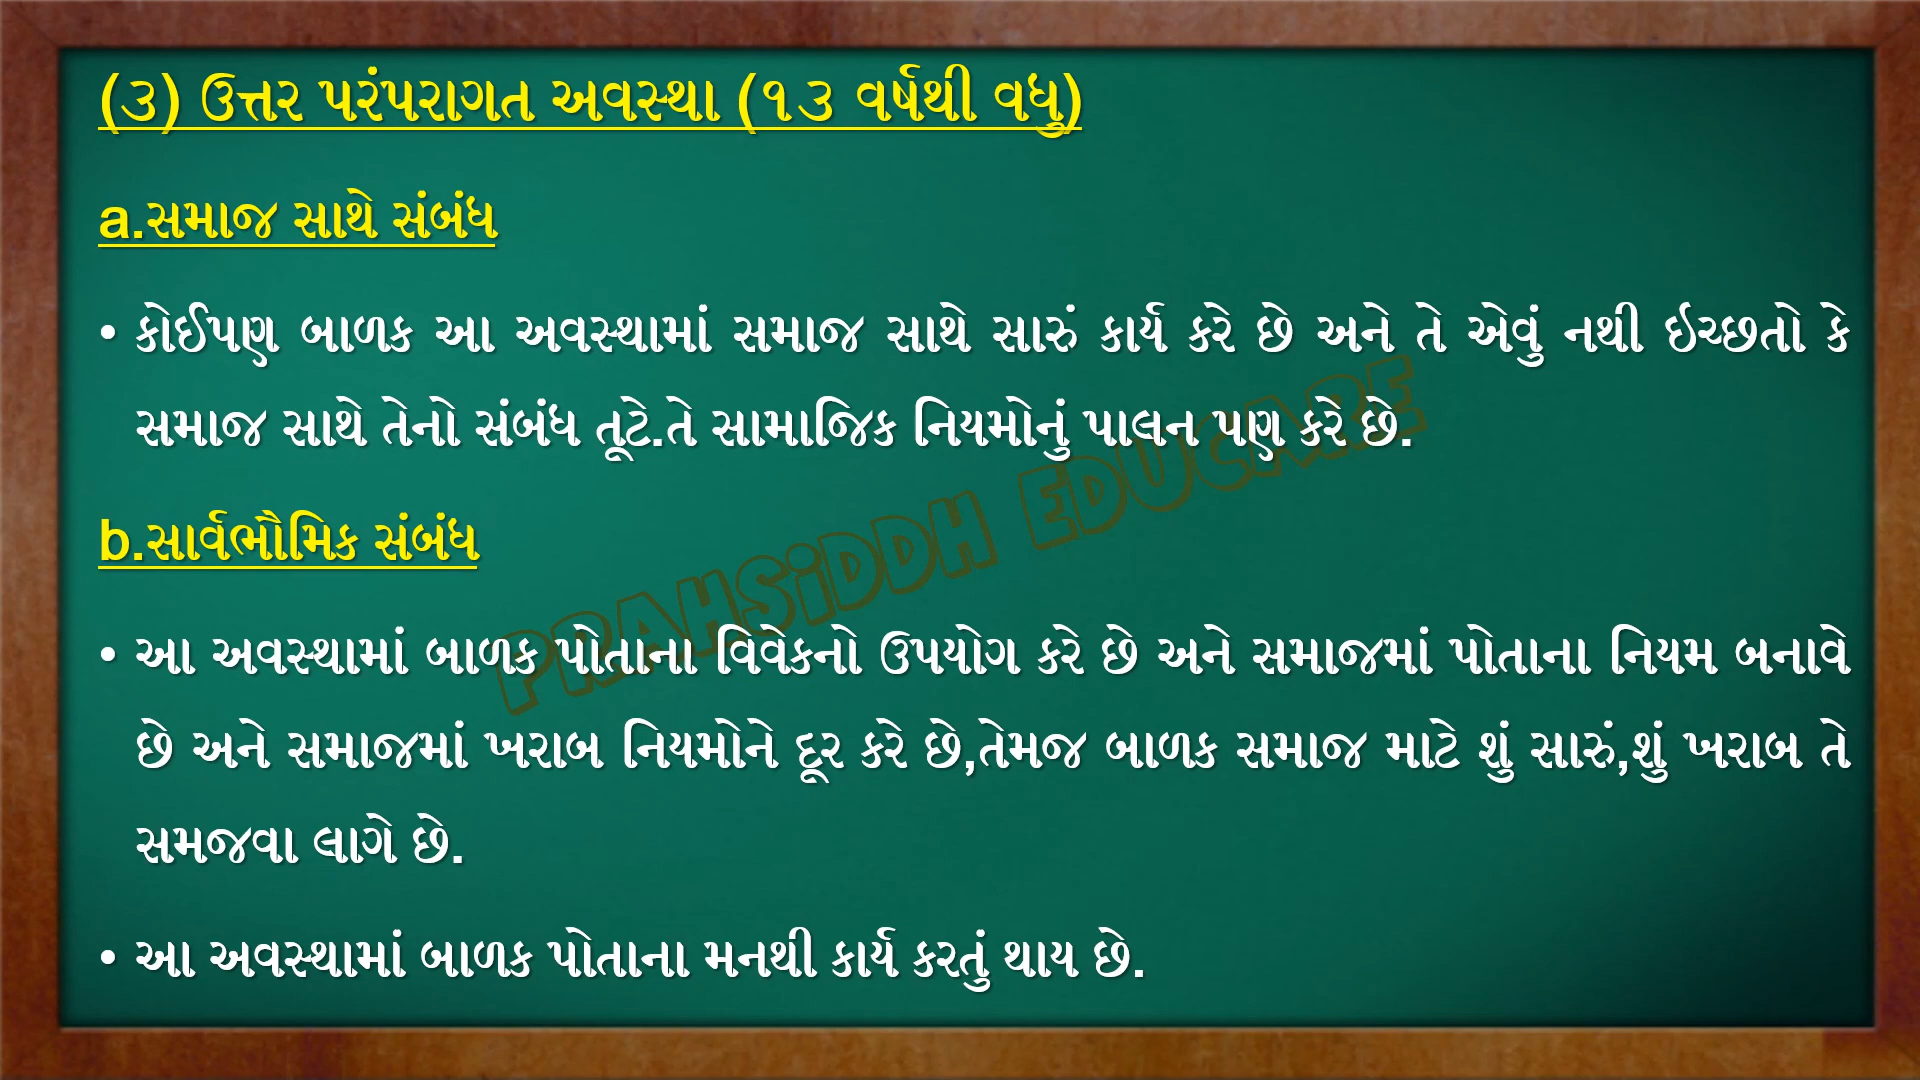 (૩) ઉત્તર પરંપરાગત અવસ્થા (૧૩ વર્ષથી વધુ)
a.સમાજ સાથે સંબંધ
• કોઈપણ બાળક આ અવસ્થામાં સમાજ સાથે સારું કાર્ય કરે છે અને તે એવું નથી ઇચ્છતો કે
સમાજ સાથે તેનો સંબંધ તૂટે.તે સામાજિક નિયમોનું પાલન પણ કરે છે.
b.સાર્વભૌમિક સંબંધ
• આ અવસ્થામાં બાળક પોતાના વિવેકનો ઉપયોગ કરે છે અને સમાજમાં પોતાના નિયમ બનાવે
છે અને સમાજમાં ખરાબ નિયમોને દૂર કરે છે,તેમજ બાળક સમાજ માટે શું સારું,શું ખરાબ તે
સમજવા લાગે છે.
• આ અવસ્થામાં બાળક પોતાના મનથી કાર્ય કરતું થાય છે.
PRAHSiDDH EDUCARE